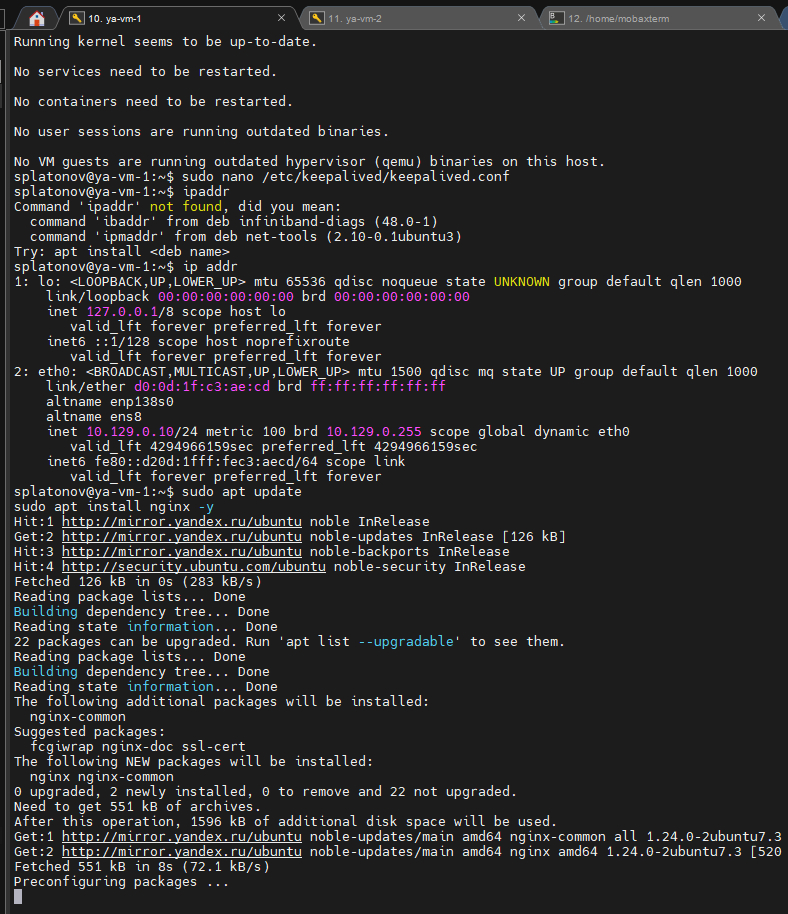 10. ya-vm-1
11. ya-vm-2
12. /home/mobaxterm
Running kernel seems to be up-to-date.
No services need to be restarted.
No containers need to be restarted.
No user sessions are running outdated binaries.
No VM guests are running outdated hypervisor (qemu) binaries on this host.
splatonov@ya-vm-1:~$ sudo nano /etc/keepalived/keepalived.conf
splatonov@ya-vm-1:~$ ipaddr
Command 'ipaddr' not found, did you mean:
  command 'ibaddr' from deb infiniband-diags (48.0-1)
  command 'ipmaddr' from deb net-tools (2.10-0.1ubuntu3)
Try: apt install <deb name>
splatonov@ya-vm-1:~$ ip addr
1: lo: <LOOPBACK,UP,LOWER_UP> mtu 65536 qdisc noqueue state UNKNOWN group default qlen 1000
    link/loopback 00:00:00:00:00:00 brd 00:00:00:00:00:00
    inet 127.0.0.1/8 scope host lo
       valid_lft forever preferred_lft forever
    inet6 ::1/128 scope host noprefixroute
       valid_lft forever preferred_lft forever
2: eth0: <BROADCAST,MULTICAST,UP,LOWER_UP> mtu 1500 qdisc mq state UP group default qlen 1000
    link/ether d0:0d:1f:c3:ae:cd brd ff:ff:ff:ff:ff:ff
    altname enp138s0
    altname ens8
    inet 10.129.0.10/24 metric 100 brd 10.129.0.255 scope global dynamic eth0
       valid_lft 4294966159sec preferred_lft 4294966159sec
    inet6 fe80::d20d:1fff:fec3:aecd/64 scope link
       valid_lft forever preferred_lft forever
splatonov@ya-vm-1:~$ sudo apt update
sudo apt install nginx -y
Hit:1 http://mirror.yandex.ru/ubuntu noble InRelease
Get:2 http://mirror.yandex.ru/ubuntu noble-updates InRelease [126 kB]
Hit:3 http://mirror.yandex.ru/ubuntu noble-backports InRelease
Hit:4 http://security.ubuntu.com/ubuntu noble-security InRelease
Fetched 126 kB in 0s (283 kB/s)
Reading package lists... Done
Building dependency tree... Done
Reading state information... Done
22 packages can be upgraded. Run 'apt list --upgradable' to see them.
Reading package lists... Done
Building dependency tree... Done
Reading state information... Done
The following additional packages will be installed:
  nginx-common
Suggested packages:
  fcgiwrap nginx-doc ssl-cert
The following NEW packages will be installed:
  nginx nginx-common
0 upgraded, 2 newly installed, 0 to remove and 22 not upgraded.
Need to get 551 kB of archives.
After this operation, 1596 kB of additional disk space will be used.
Get:1 http://mirror.yandex.ru/ubuntu noble-updates/main amd64 nginx-common all 1.24.0-2ubuntu7.3
Get:2 http://mirror.yandex.ru/ubuntu noble-updates/main amd64 nginx amd64 1.24.0-2ubuntu7.3 [520
Fetched 551 kB in 8s (72.1 kB/s)
Preconfiguring packages ...